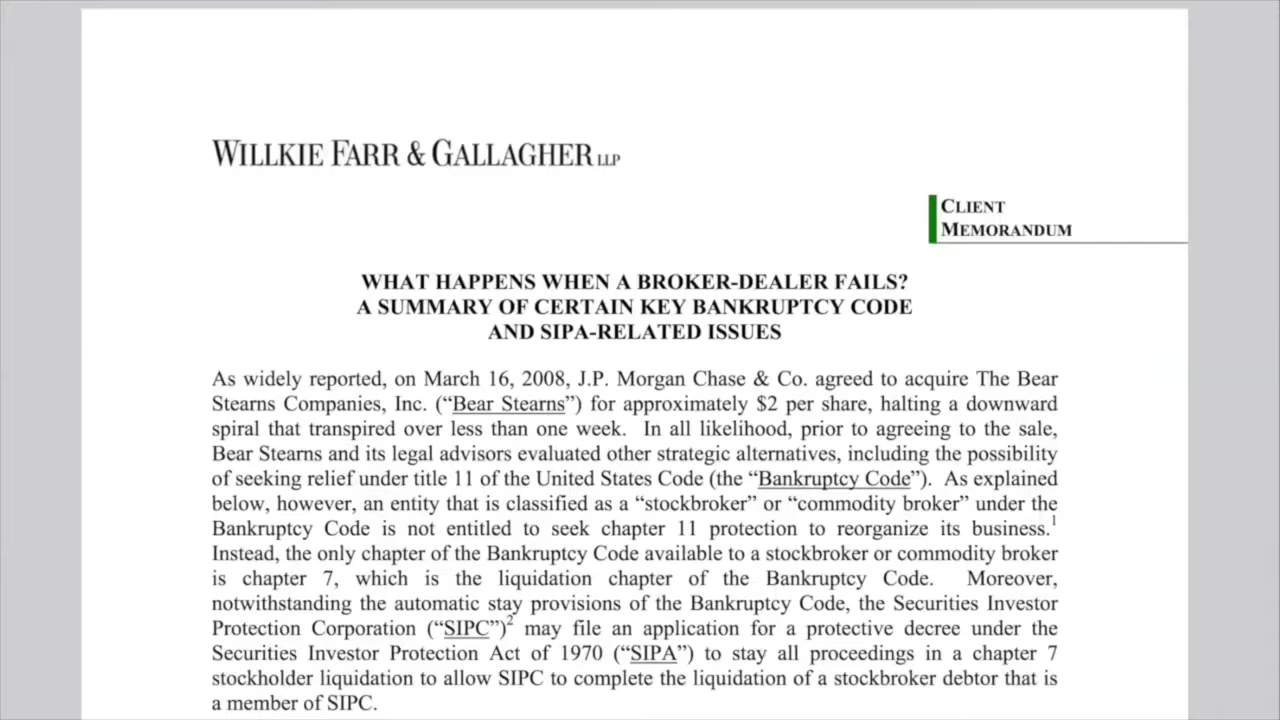 WILLKIE FARR & GALLAGHER LLP
CLIENT
MEMORANDUM
WHAT HAPPENS WHEN A BROKER-DEALER FAILS?
A SUMMARY OF CERTAIN KEY BANKRUPTCY CODE
AND SIPA-RELATED ISSUES
As widely reported, on March 16, 2008, J.P. Morgan Chase & Co. agreed to acquire The Bear
Stearns Companies, Inc. (“Bear Stearns”) for approximately $2 per share, halting a downward
spiral that transpired over less than one week. In all likelihood, prior to agreeing to the sale,
Bear Stearns and its legal advisors evaluated other strategic alternatives, including the possibility
of seeking relief under title 11 of the United States Code (the “Bankruptcy Code”). As explained
below, however, an entity that is classified as a “stockbroker” or “commodity broker” under the
Bankruptcy Code is not entitled to seek chapter 11 protection to reorganize its business.1
Instead, the only chapter of the Bankruptcy Code available to a stockbroker or commodity broker
is chapter 7, which is the liquidation chapter of the Bankruptcy Code. Moreover,
notwithstanding the automatic stay provisions of the Bankruptcy Code, the Securities Investor
Protection Corporation (“SIPC”)2 may file an application for a protective decree under the
Securities Investor Protection Act of 1970 (“SIPA”) to stay all proceedings in a chapter 7
stockholder liquidation to allow SIPC to complete the liquidation of a stockbroker debtor that is
a member of SIPC.